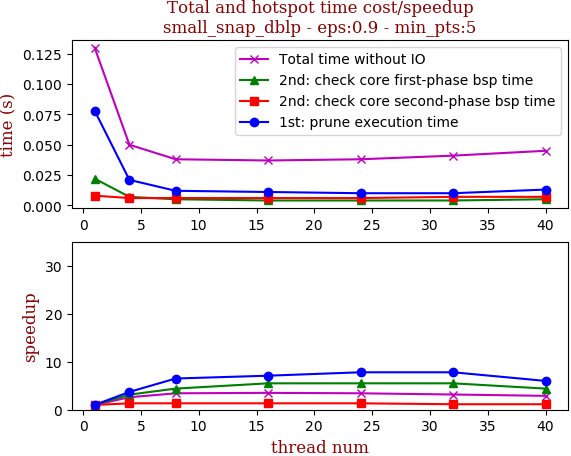 Total and hotspot time cost/speedup
small_snap_dblp - eps:0.9 - min_pts:5
time (s)
0.125
0.100
0.075
0.050
0.025
0.000
Total time without IO
2nd: check core first-phase bsp time
2nd: check core second-phase bsp time
1st: prune execution time
0 5 10 15 20 25 30 35 40
speedup
30
20
10
0
0 5 10 15 20 25 30 35 40
thread num